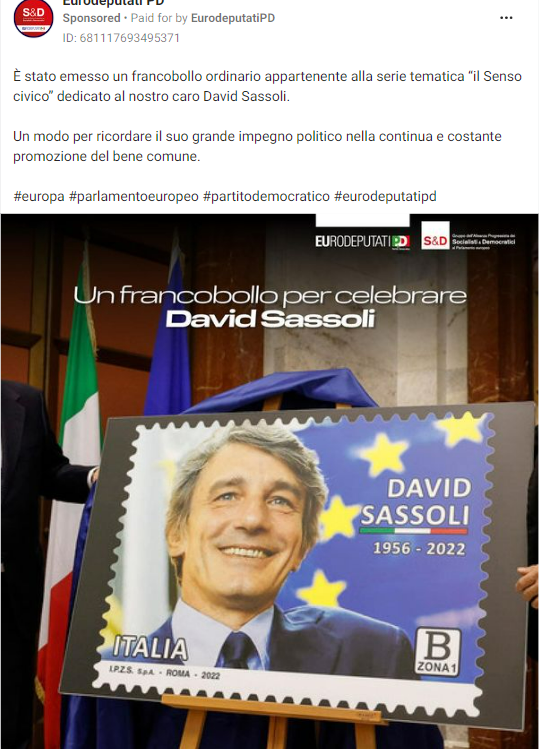 Eurodeputati PD
Sponsored • Paid for by EurodeputatiPD
ID: 681117693495371
È stato emesso un francobollo ordinario appartenente alla serie tematica “il Senso
civico” dedicato al nostro caro David Sassoli.
Un modo per ricordare il suo grande impegno politico nella continua e costante
promozione del bene comune.
#europa #parlamentoeuropeo #partitodemocratico #eurodeputatipd
S&D
EURODEPUTATIPD
S&D
Gruppo dell'Alleanza Progressista de
Socialisti & Democratici
al Parlamento europeo
Un francobollo per celebrare
David Sassoli
DAVID
SASSOLI
1956 - 2022
ITALIA
B
ZONA 1
I.P.Z.S. S.p.A. - ROMA - 2022